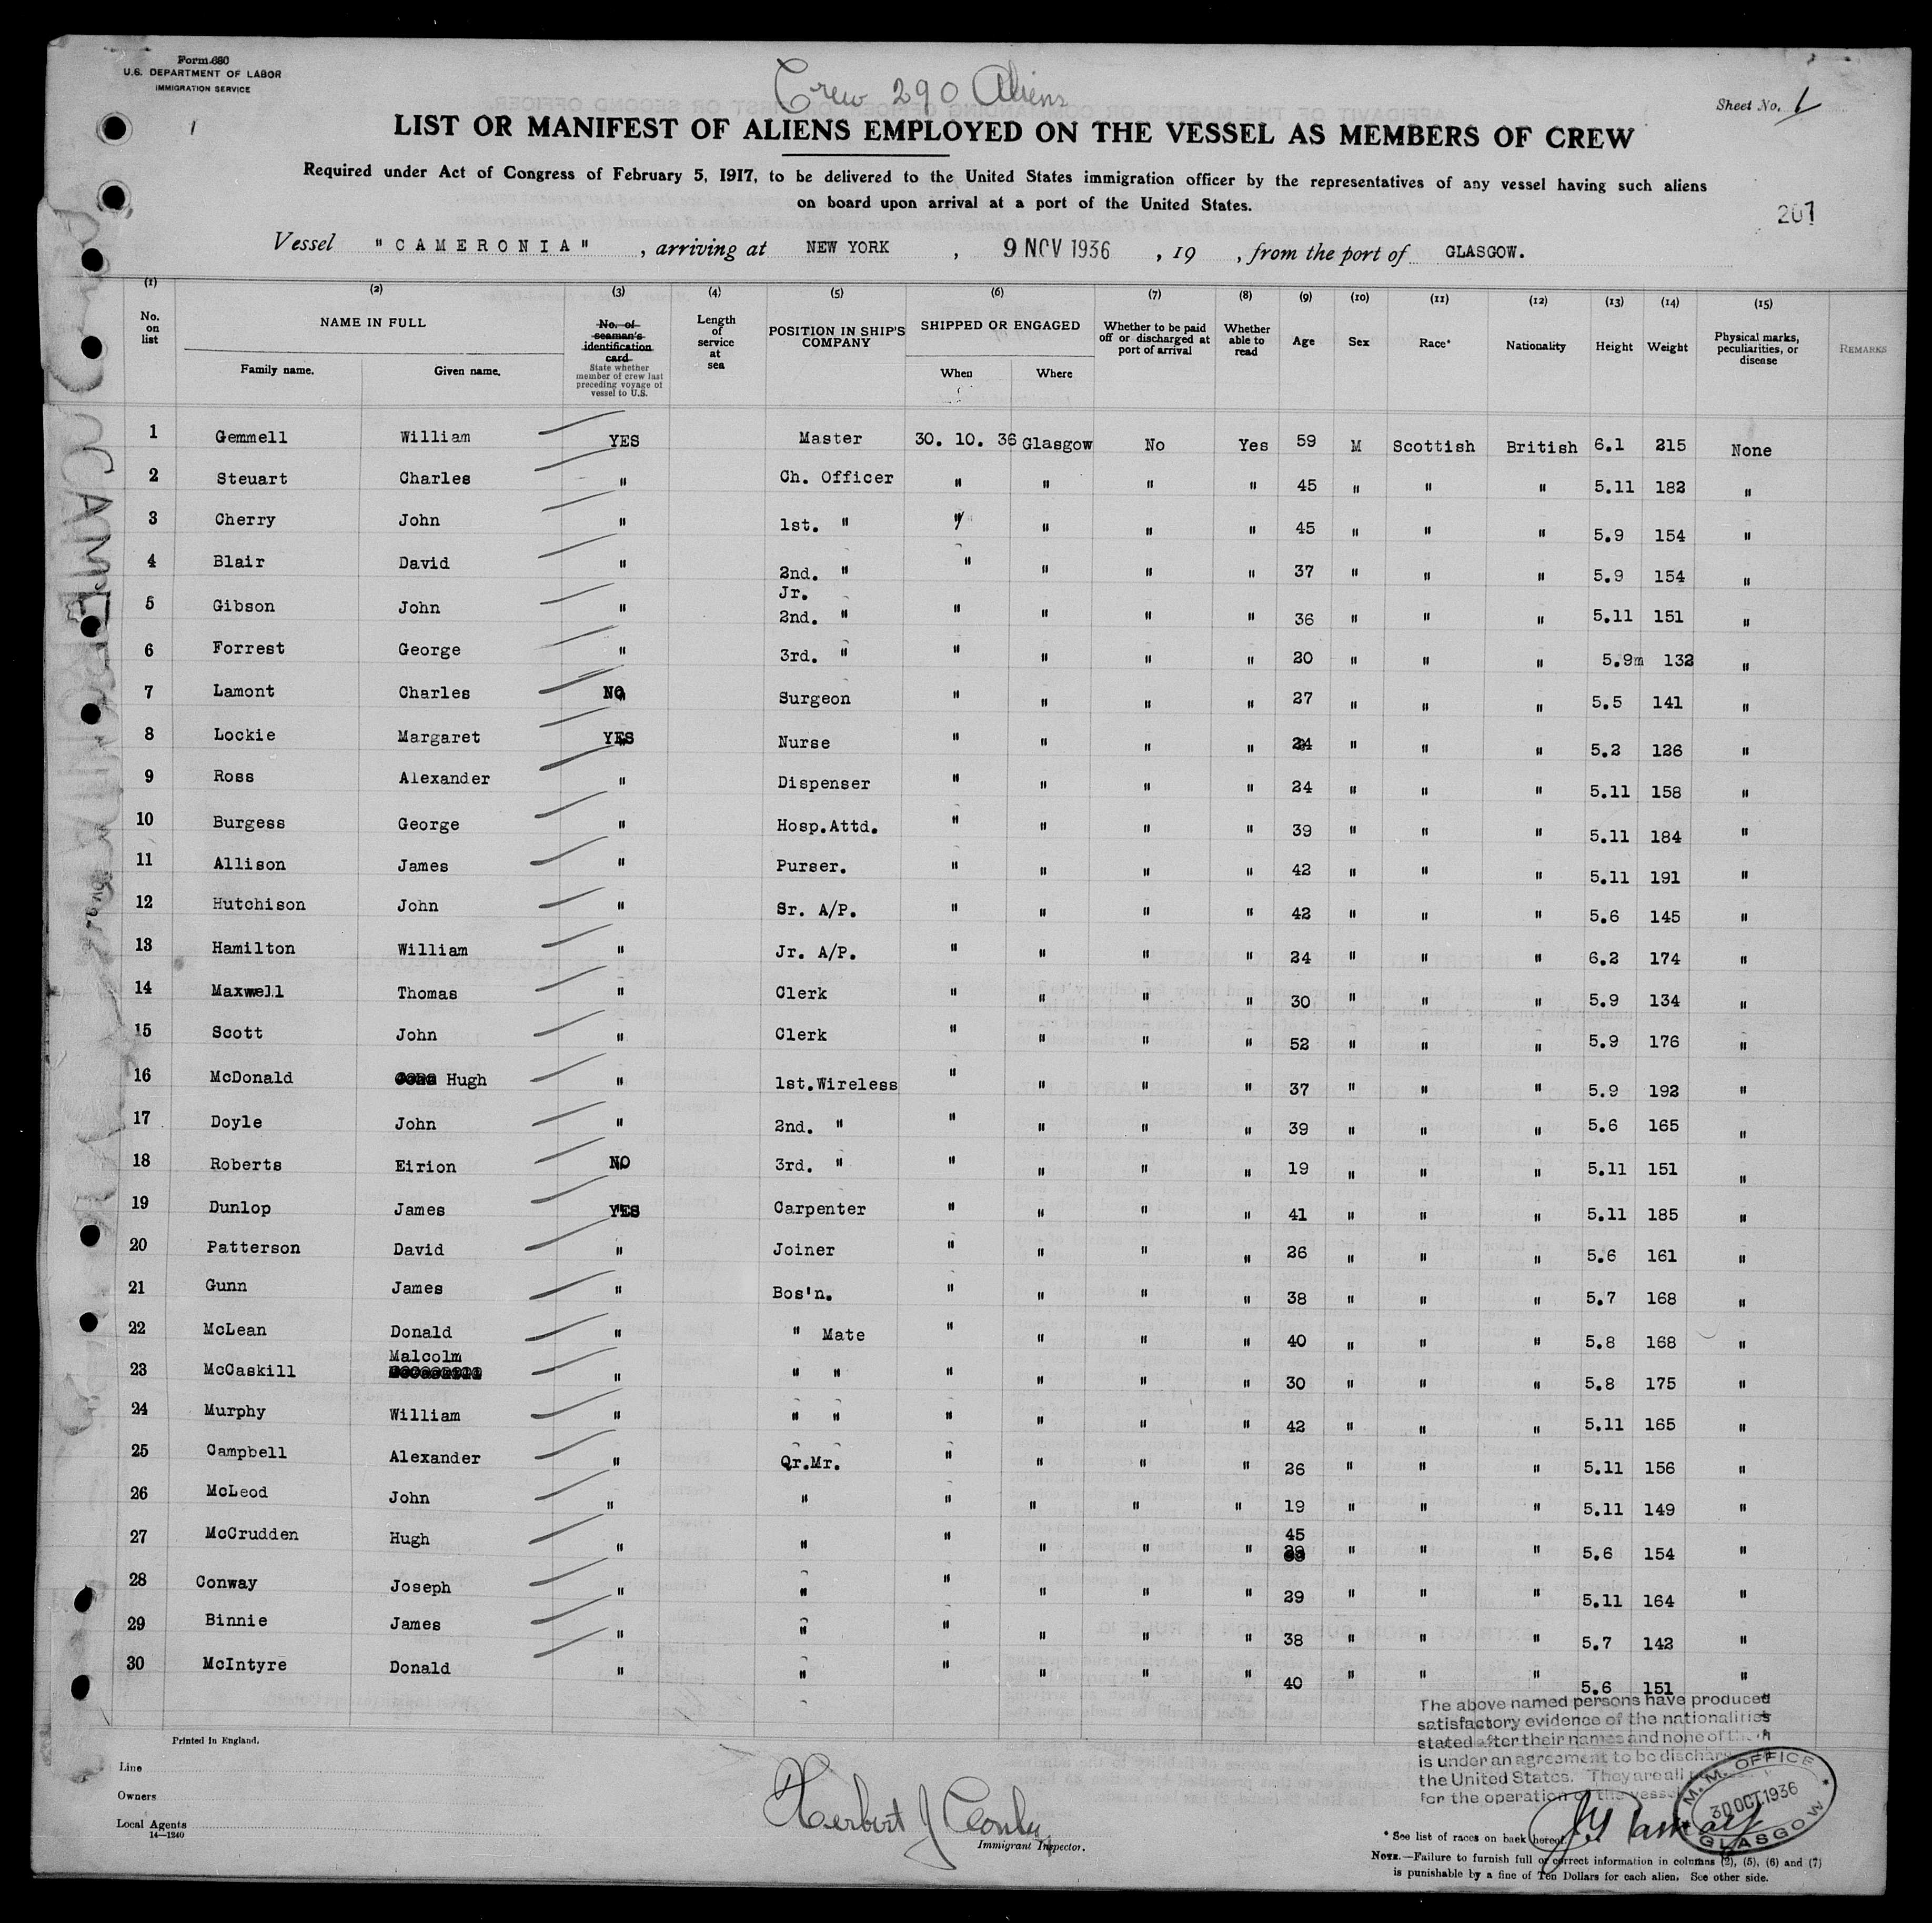 Form 680
U.S. DEPARTMENT OF LABOR
IMMIGRATION SERVICE
Crew 290 Aliens
Sheet No. 1
1
LIST OR MANIFEST OF ALIENS EMPLOYED ON THE VESSEL AS MEMBERS OF CREW
Required under Act of Congress of February 5, 1917, to be delivered to the United States immigration officer by the representatives of any vessel having such aliens
on board upon arrival at a port of the United States.
207
Vessel "CAMERONIA", arriving at NEW YORK, 9 NOV 1936, 19 , from the port of GLASGOW.
(1) (2) (3) (4) (5) (6) (7) (8) (9) (10) (11) (12) (13) (14) (15)
No. on list
NAME IN FULL
Family name. Given name.
No. of seaman's identification card
State whether member of crew last preceding voyage of vessel to U.S.
Length of service at sea
POSITION IN SHIP'S COMPANY
SHIPPED OR ENGAGED
When Where
Whether to be paid off or discharged at port of arrival
Whether able to read
Age
Sex
Race*
Nationality
Height
Weight
Physical marks, peculiarities, or disease
REMARKS
1 Gemmell William YES Master 30. 10. 36 Glasgow No Yes 59 M Scottish British 6.1 215 None
2 Steuart Charles " Ch. Officer " " " " 45 " " " 5.11 182 "
3 Cherry John " 1st. " " " " " 45 " " " 5.9 154 "
4 Blair David " 2nd. " " " " " 37 " " " 5.9 154 "
5 Gibson John " Jr. 2nd. " " " " " 36 " " " 5.11 151 "
6 Forrest George " 3rd. " " " " " 20 " " " 5.9m 132 "
7 Lamont Charles NO Surgeon " " " " 27 " " " 5.5 141 "
8 Lockie Margaret YES Nurse " " " " 24 " " " 5.2 126 "
9 Ross Alexander " Dispenser " " " " 24 " " " 5.11 158 "
10 Burgess George " Hosp.Attd. " " " " 39 " " " 5.11 184 "
11 Allison James " Purser. " " " " 42 " " " 5.11 191 "
12 Hutchison John " Sr. A/P. " " " " 42 " " " 5.6 145 "
13 Hamilton William " Jr. A/P. " " " " 24 " " " 6.2 174 "
14 Maxwell Thomas " Clerk " " " " 30 " " " 5.9 134 "
15 Scott John " Clerk " " " " 52 " " " 5.9 176 "
16 McDonald Hugh " 1st.Wireless " " " " 37 " " " 5.9 192 "
17 Doyle John " 2nd. " " " " " 39 " " " 5.6 165 "
18 Roberts Eirion NO 3rd. " " " " " 19 " " " 5.11 151 "
19 Dunlop James YES Carpenter " " " " 41 " " " 5.11 185 "
20 Patterson David " Joiner " " " " 26 " " " 5.6 161 "
21 Gunn James " Bos'n. " " " " 38 " " " 5.7 168 "
22 McLean Donald " " Mate " " " " 40 " " " 5.8 168 "
23 McCaskill Malcolm " " " " " " " 30 " " " 5.8 175 "
24 Murphy William " " " " " " " 42 " " " 5.11 165 "
25 Campbell Alexander " Qr.Mr. " " " " 26 " " " 5.11 156 "
26 McLeod John " " " " " " 19 " " " 5.11 149 "
27 McCrudden Hugh " " " " " " 45 " " " 5.6 154 "
28 Conway Joseph " " " " " " 29 " " " 5.11 164 "
29 Binnie James " " " " " " 38 " " " 5.7 142 "
30 McIntyre Donald " " " " " " 40 " " " 5.6 151 "
The above named persons have produced
satisfactory evidence of the nationalities
stated after their names and none of them
is under an agreement to be
the United States. They are all
for the operation of the vessel
M. M. OFFICE
30 OCT 1936
GLASGOW
Printed in England.
Line
Owners
Local Agents
14—1240
Herbert J
Immigrant Inspector.
* See list of races on back hereof.
NOTE.—Failure to furnish full or correct information in columns (2), (5), (6) and (7)
is punishable by a fine of Ten Dollars for each alien. See other side.
CAMERONIA